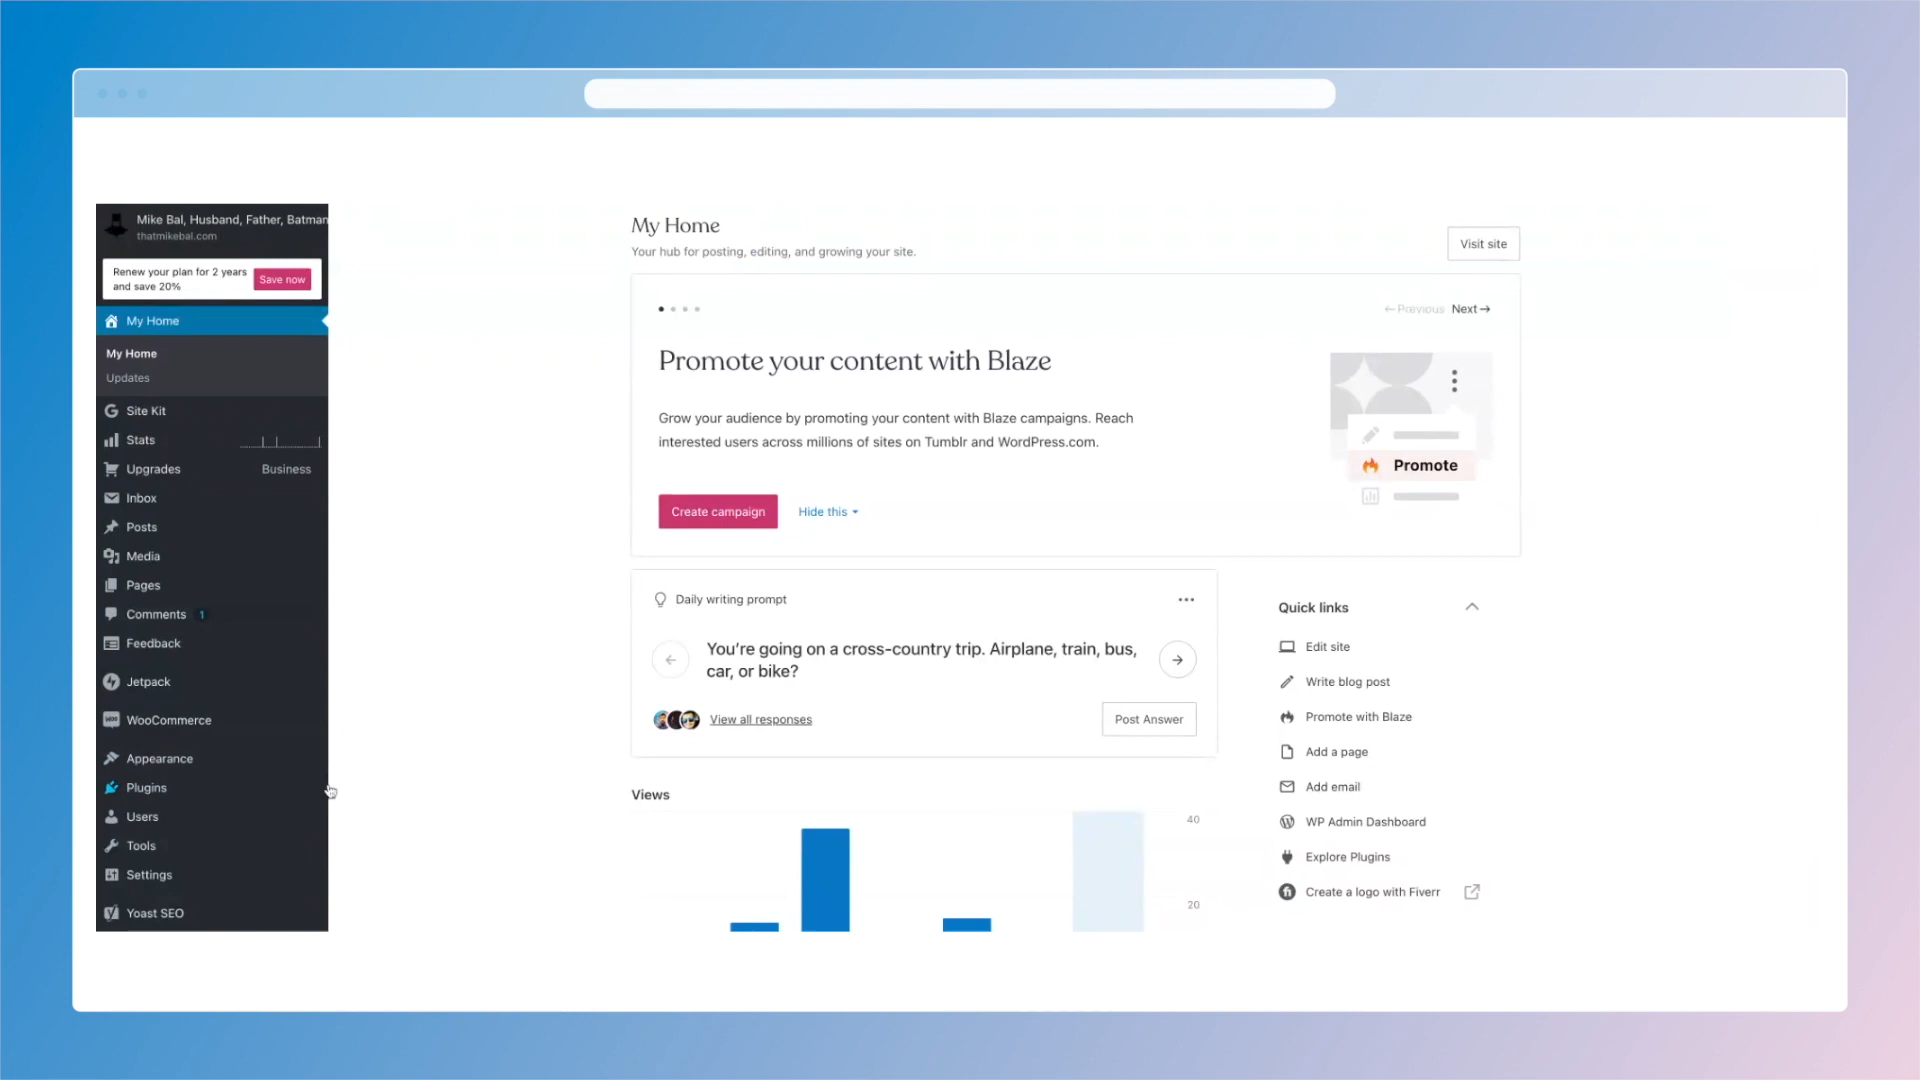 Mike Bal, Husband, Father, Batman
thatmikebal.com
Renew your plan for 2 years
and save 20%
Save now
My Home
My Home
Updates
Site Kit
Stats
Upgrades Business
Inbox
Posts
Media
Pages
Comments 1
Feedback
Jetpack
WooCommerce
Appearance
Plugins
Users
Tools
Settings
Yoast SEO
My Home
Your hub for posting, editing, and growing your site.
Visit site
← Previous Next →
Promote your content with Blaze
Grow your audience by promoting your content with Blaze campaigns. Reach
interested users across millions of sites on Tumblr and WordPress.com.
Create campaign
Hide this
Promote
Daily writing prompt
You're going on a cross-country trip. Airplane, train, bus,
car, or bike?
View all responses
Post Answer
Views
40
20
Quick links
Edit site
Write blog post
Promote with Blaze
Add a page
Add email
WP Admin Dashboard
Explore Plugins
Create a logo with Fiverr